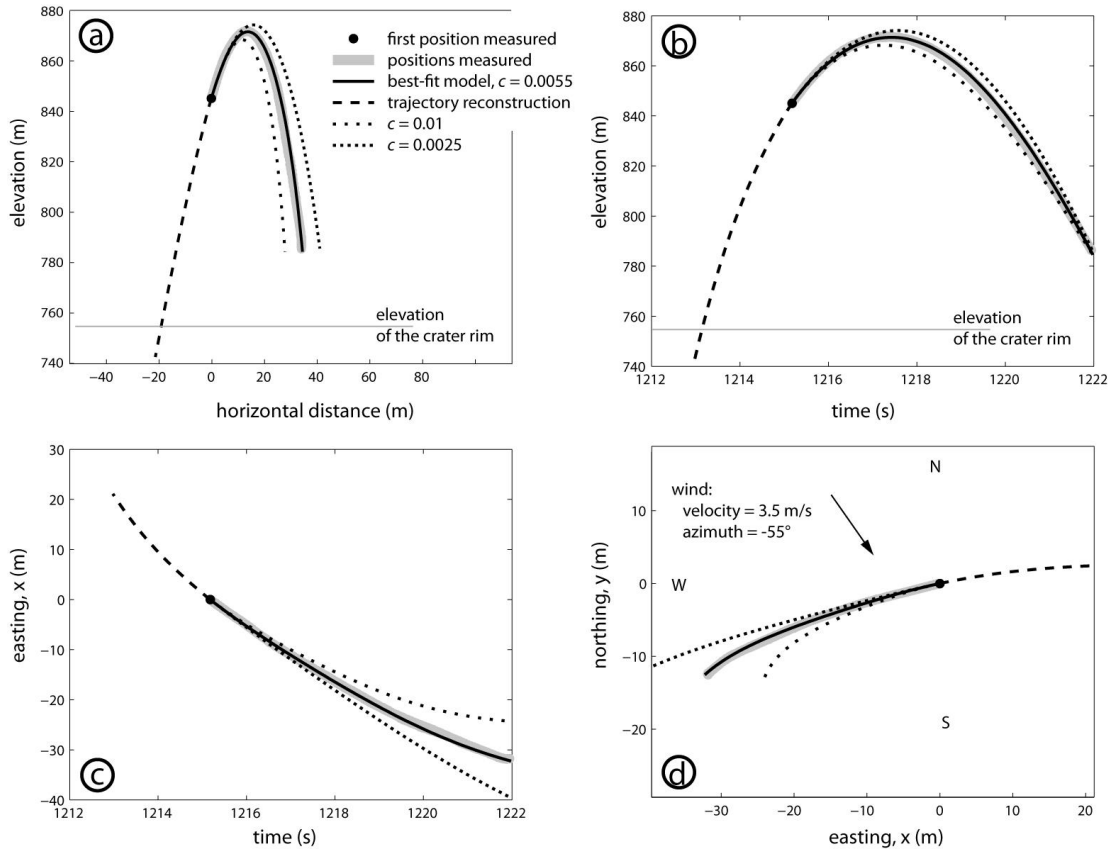 880
860
840
820
800
780
760
740
elevation (m)
a
first position measured
positions measured
best-fit model, c = 0.0055
trajectory reconstruction
c = 0.01
c = 0.0025
elevation
of the crater rim
−40 −20 0 20 40 60 80
horizontal distance (m)
880
860
840
820
800
780
760
740
elevation (m)
b
elevation
of the crater rim
1212 1214 1216 1218 1220 1222
time (s)
30
20
10
0
−10
−20
−30
−40
easting, x (m)
c
1212 1214 1216 1218 1220 1222
time (s)
10
0
−10
−20
northing, y (m)
N
wind:
velocity = 3.5 m/s
azimuth = -55°
W
S
d
−30 −20 −10 0 10 20
easting, x (m)